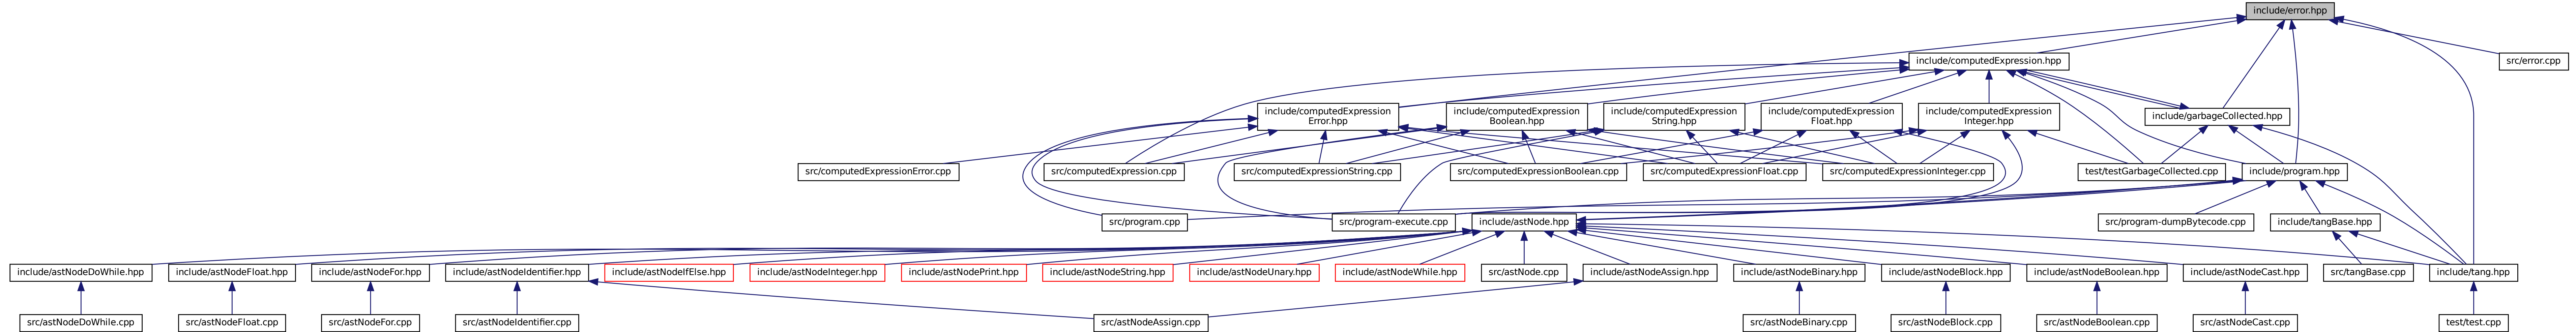 include/error.hpp
include/computedExpression.hpp
src/error.cpp
include/computedExpression
Error.hpp
include/computedExpression
Boolean.hpp
include/computedExpression
String.hpp
include/computedExpression
Float.hpp
include/computedExpression
Integer.hpp
include/garbageCollected.hpp
src/computedExpressionError.cpp
src/computedExpression.cpp
src/computedExpressionString.cpp
src/computedExpressionBoolean.cpp
src/computedExpressionFloat.cpp
src/computedExpressionInteger.cpp
test/testGarbageCollected.cpp
include/program.hpp
src/program.cpp
src/program-execute.cpp
include/astNode.hpp
src/program-dumpBytecode.cpp
include/tangBase.hpp
include/astNodeDoWhile.hpp
include/astNodeFloat.hpp
include/astNodeFor.hpp
include/astNodeIdentifier.hpp
include/astNodeIfElse.hpp
include/astNodeInteger.hpp
include/astNodePrint.hpp
include/astNodeString.hpp
include/astNodeUnary.hpp
include/astNodeWhile.hpp
src/astNode.cpp
include/astNodeAssign.hpp
include/astNodeBinary.hpp
include/astNodeBlock.hpp
include/astNodeBoolean.hpp
include/astNodeCast.hpp
src/tangBase.cpp
include/tang.hpp
src/astNodeDoWhile.cpp
src/astNodeFloat.cpp
src/astNodeFor.cpp
src/astNodeIdentifier.cpp
src/astNodeAssign.cpp
src/astNodeBinary.cpp
src/astNodeBlock.cpp
src/astNodeBoolean.cpp
src/astNodeCast.cpp
test/test.cpp